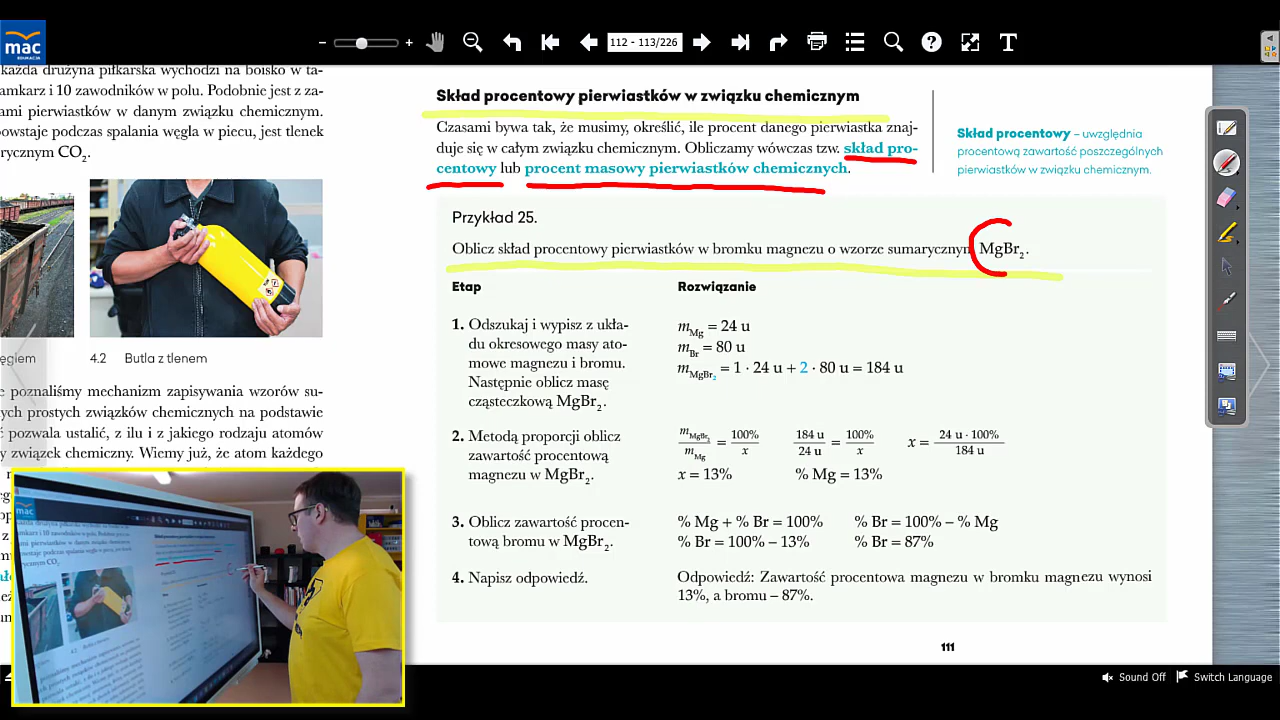 mac
EDUKACJA
112 - 113/226
każda drużyna piłkarska wychodzi na boisko w ta-
amkarz i 10 zawodników w polu. Podobnie jest z za-
ami pierwiastków w danym związku chemicznym.
powstaje podczas spalania węgla w piecu, jest tlenek
rycznym CO₂.
ęglem
4.2 Butla z tlenem
e poznaliśmy mechanizm zapisywania wzorów su-
ych prostych związków chemicznych na podstawie
ć pozwala ustalić, z ilu i z jakiego rodzaju atomów
y związek chemiczny. Wiemy już, że atom każdego
Skład procentowy pierwiastków w związku chemicznym
Czasami bywa tak, że musimy, określić, ile procent danego pierwiastka znaj-
duje się w całym związku chemicznym. Obliczamy wówczas tzw. skład pro-
centowy lub procent masowy pierwiastków chemicznych.
Skład procentowy – uwzględnia
procentową zawartość poszczególnych
pierwiastków w związku chemicznym.
Przykład 25.
Oblicz skład procentowy pierwiastków w bromku magnezu o wzorze sumarycznym MgBr₂.
Etap Rozwiązanie
1. Odszukaj i wypisz z ukła-
du okresowego masy ato-
mowe magnezu i bromu.
Następnie oblicz masę
cząsteczkową MgBr₂.
m_Mg = 24 u
m_Br = 80 u
m_MgBr₂ = 1 · 24 u + 2 · 80 u = 184 u
2. Metodą proporcji oblicz
zawartość procentową
magnezu w MgBr₂.
m_MgBr₂/m_Mg = 100%/x 184 u/24 u = 100%/x x = 24 u · 100%/184 u
x = 13% % Mg = 13%
3. Oblicz zawartość procen-
tową bromu w MgBr₂.
% Mg + % Br = 100% % Br = 100% – % Mg
% Br = 100% – 13% % Br = 87%
4. Napisz odpowiedź.
Odpowiedź: Zawartość procentowa magnezu w bromku magnezu wynosi
13%, a bromu – 87%.
111
Sound Off Switch Language